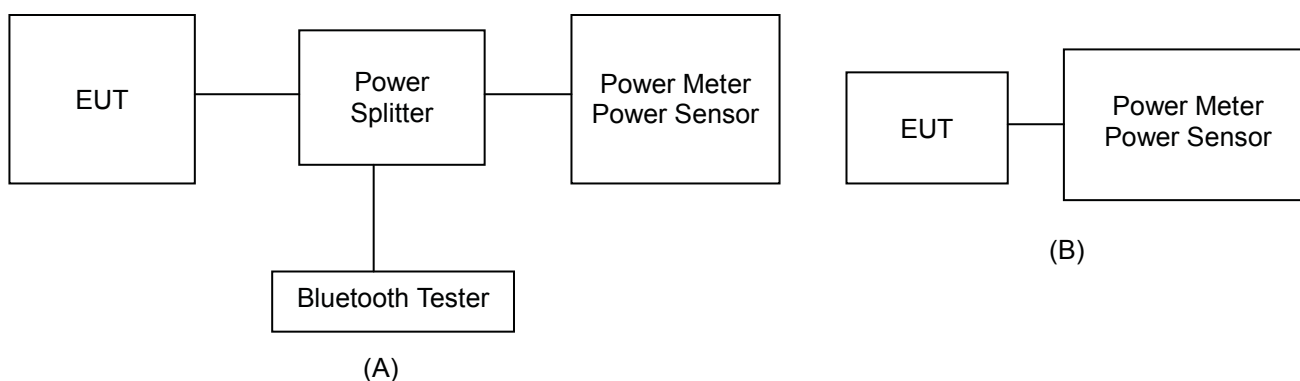 EUT
Power
Splitter
Power Meter
Power Sensor
Bluetooth Tester
(A)
EUT
Power Meter
Power Sensor
(B)